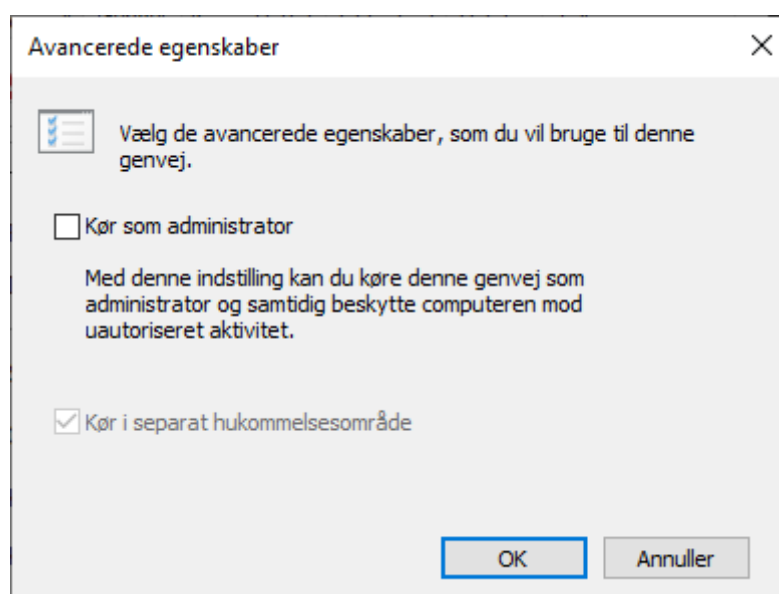 Avancerede egenskaber
Vælg de avancerede egenskaber, som du vil bruge til denne
genvej.
Kør som administrator
Med denne indstilling kan du køre denne genvej som
administrator og samtidig beskytte computeren mod
uautoriseret aktivitet.
Kør i separat hukommelsesområde
OK
Annuller